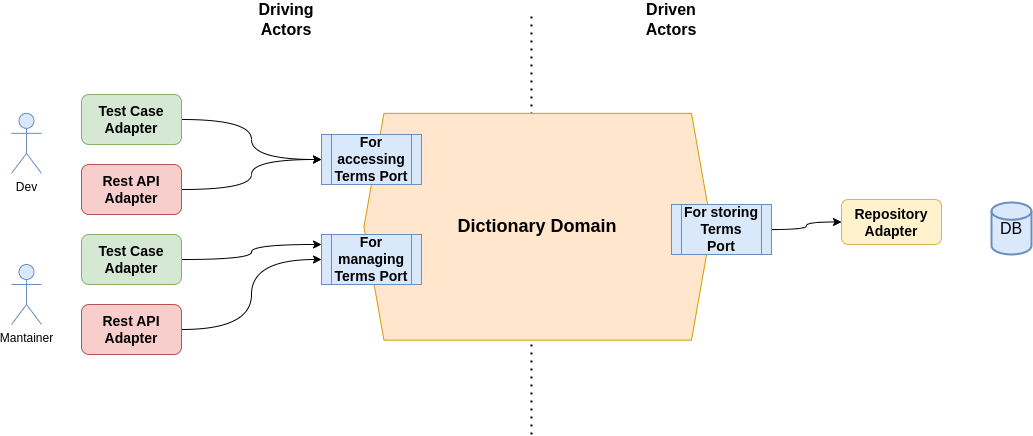 Driving
Actors
Driven
Actors
Test Case
Adapter
Rest API
Adapter
Dev
For
accessing
Terms Port
Test Case
Adapter
Rest API
Adapter
Mantainer
For
managing
Terms Port
Dictionary Domain
For storing
Terms
Port
Repository
Adapter
DB